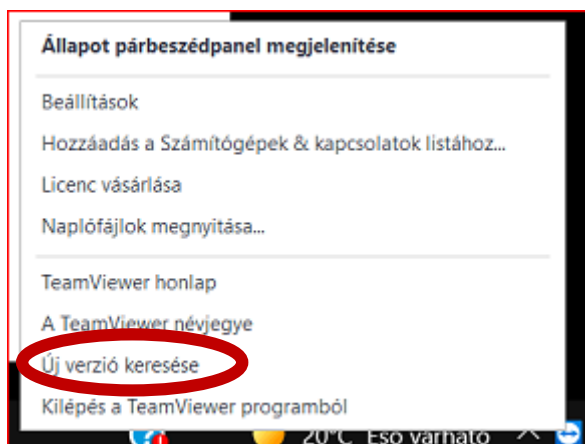 Állapot párbeszédpanel megjelenítése
Beállítások
Hozzáadás a Számítógépek & kapcsolatok listához...
Licenc vásárlása
Naplófájlok megnyitása...
TeamViewer honlap
A TeamViewer névjegye
Új verzió keresése
Kilépés a TeamViewer programból
20°C Eső várható